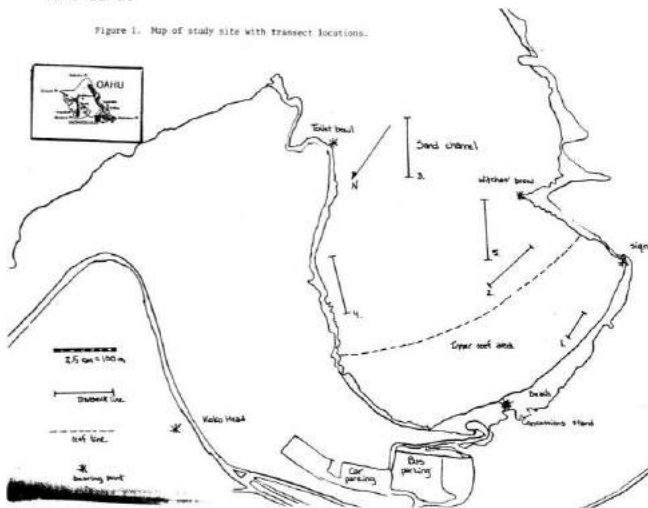 Figure 1. Map of study site with transect locations.
OAHU
HONOLULU
Toilet bowl
Sand channel
N
3.
Witches' brew
sign
5.
2.
4.
1.
Inner reef area
2.5 cm = 100 m
transect line
reef line
bearing point
Koko Head
Beach
Concessions stand
Car parking
Bus parking